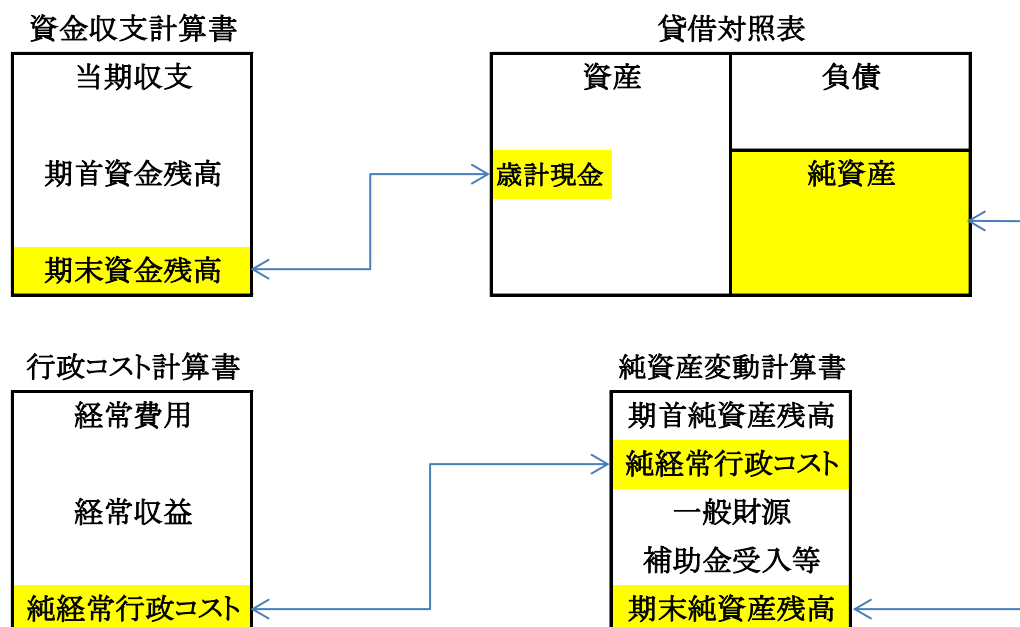 資金収支計算書
当期収支
期首資金残高
期末資金残高
貸借対照表
資産
負債
歳計現金
純資産
行政コスト計算書
経常費用
経常収益
純経常行政コスト
純資産変動計算書
期首純資産残高
純経常行政コスト
一般財源
補助金受入等
期末純資産残高